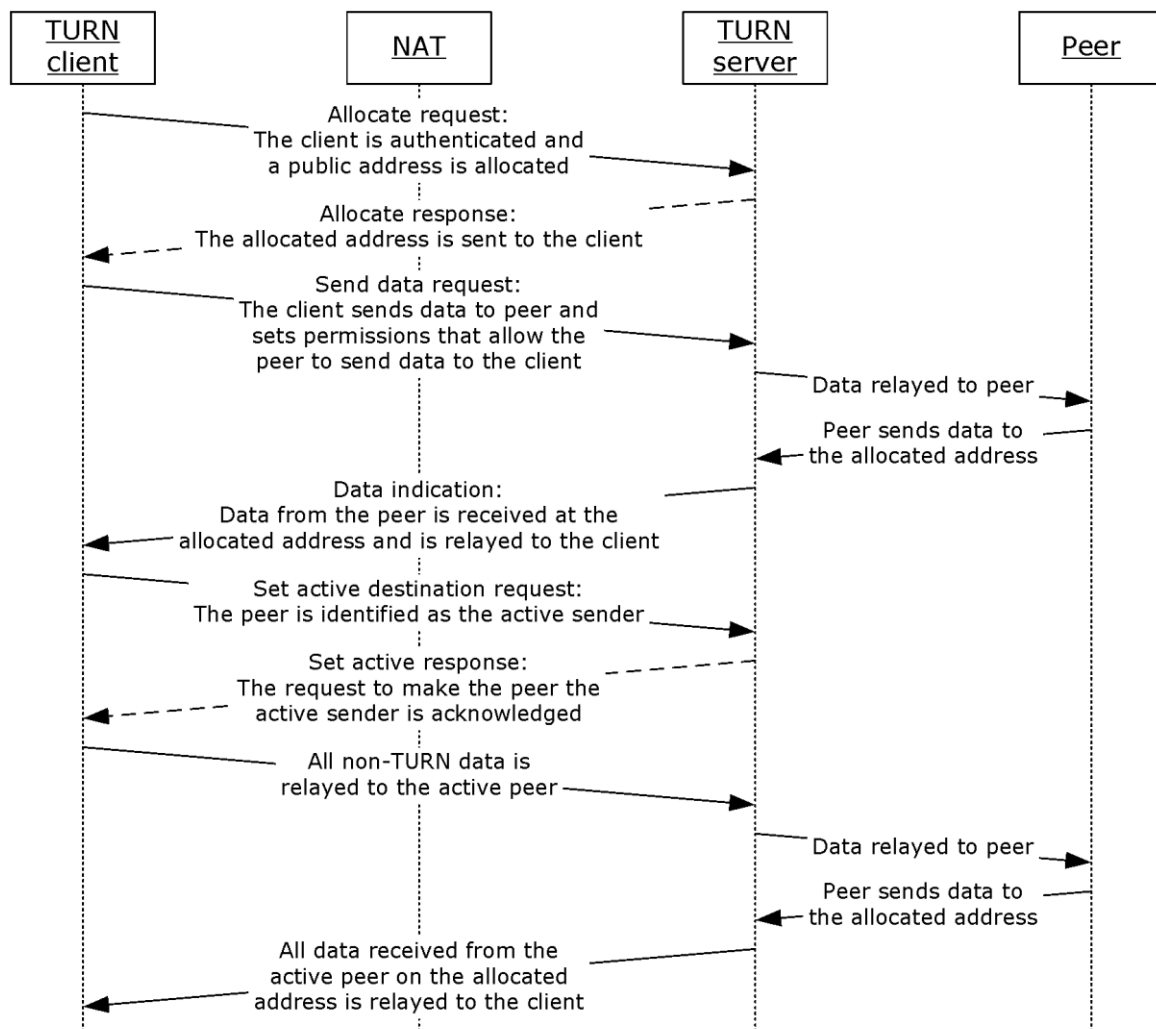 TURN
client
NAT
TURN
server
Peer
Allocate request:
The client is authenticated and
a public address is allocated
Allocate response:
The allocated address is sent to the client
Send data request:
The client sends data to peer and
sets permissions that allow the
peer to send data to the client
Data relayed to peer
Peer sends data to
the allocated address
Data indication:
Data from the peer is received at the
allocated address and is relayed to the client
Set active destination request:
The peer is identified as the active sender
Set active response:
The request to make the peer the
active sender is acknowledged
All non-TURN data is
relayed to the active peer
Data relayed to peer
Peer sends data to
the allocated address
All data received from the
active peer on the allocated
address is relayed to the client